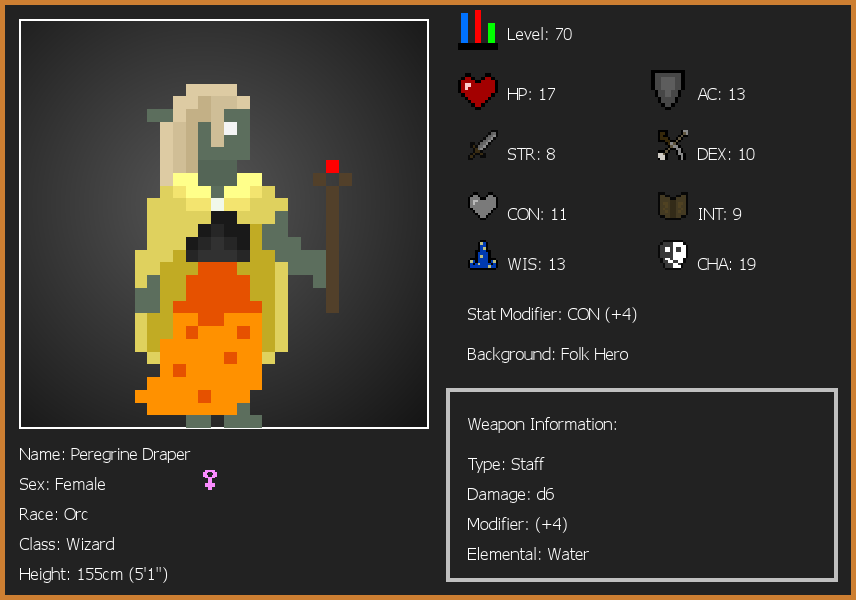 Level: 70
HP: 17
AC: 13
STR: 8
DEX: 10
CON: 11
INT: 9
WIS: 13
CHA: 19
Stat Modifier: CON (+4)
Background: Folk Hero
Weapon Information:
Type: Staff
Damage: d6
Modifier: (+4)
Elemental: Water
Name: Peregrine Draper
Sex: Female
Race: Orc
Class: Wizard
Height: 155cm (5'1")